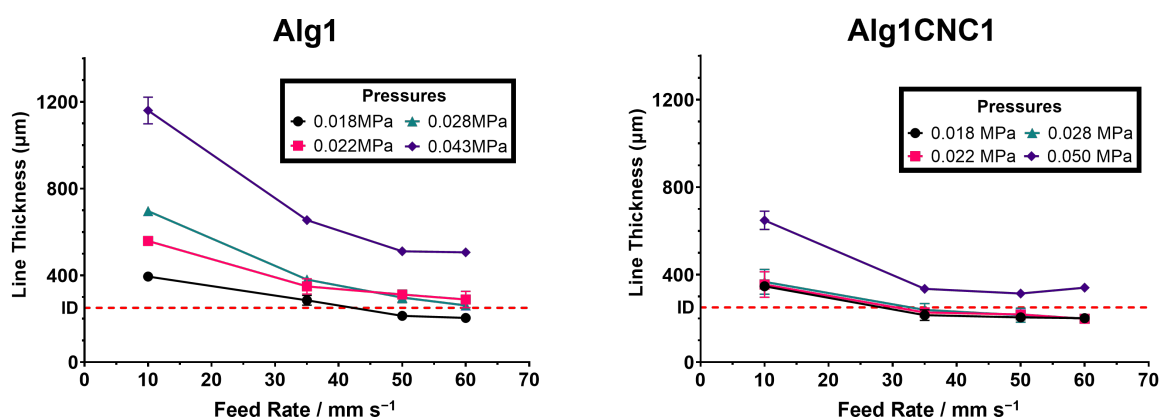 Alg1
Line Thickness (µm)
1200
800
400
ID
0
0 10 20 30 40 50 60 70
Feed Rate / mm s⁻¹
Pressures
0.018MPa 0.028MPa
0.022MPa 0.043MPa
Alg1CNC1
Line Thickness (µm)
1200
800
400
ID
0
0 10 20 30 40 50 60 70
Feed Rate / mm s⁻¹
Pressures
0.018 MPa 0.028 MPa
0.022 MPa 0.050 MPa